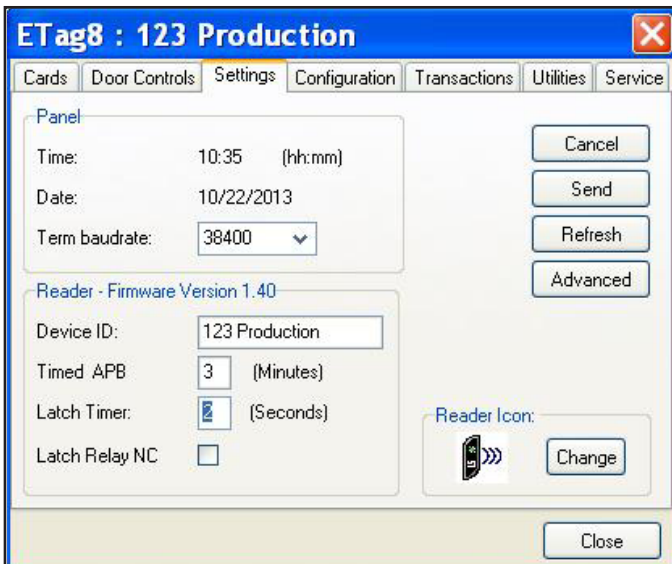 ETag8 : 123 Production
Cards Door Controls Settings Configuration Transactions Utilities Service
Panel
Time: 10:35 (hh:mm)
Date: 10/22/2013
Term baudrate: 38400
Cancel
Send
Refresh
Advanced
Reader - Firmware Version 1.40
Device ID: 123 Production
Timed APB 3 (Minutes)
Latch Timer: 2 (Seconds)
Latch Relay NC
Reader Icon:
Change
Close